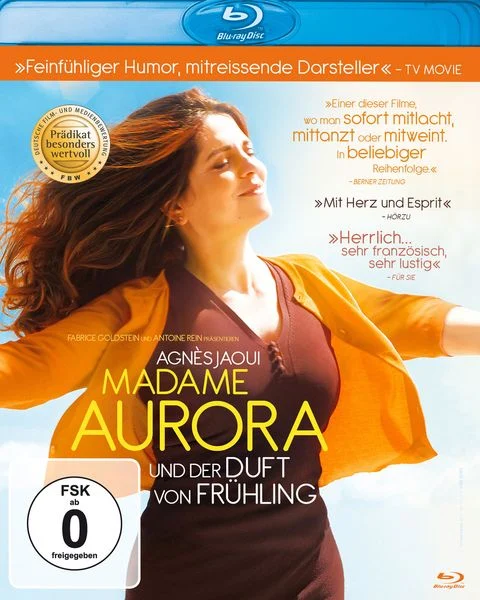 Blu-ray Disc
»Feinfühliger Humor, mitreissende Darsteller« – TV MOVIE
DEUTSCHE FILM- UND MEDIENBEWERTUNG
Prädikat
besonders
wertvoll
FBW
»Einer dieser Filme,
wo man sofort mitlacht,
mittanzt oder mitweint.
In beliebiger
Reihenfolge.«
– BERNER ZEITUNG
»Mit Herz und Esprit«
– HÖRZU
»Herrlich...
sehr französisch,
sehr lustig«
– FÜR SIE
FABRICE GOLDSTEIN UND ANTOINE REIN PRÄSENTIEREN
AGNÈS JAOUI
MADAME
AURORA
UND DER DUFT
VON FRÜHLING
FSK
ab
0
freigegeben
Blu-ray Disc